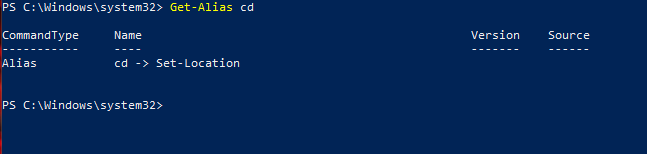 PS C:\Windows\system32> Get-Alias cd
CommandType     Name                                               Version    Source
-----------     ----                                               -------    ------
Alias           cd -> Set-Location
PS C:\Windows\system32>